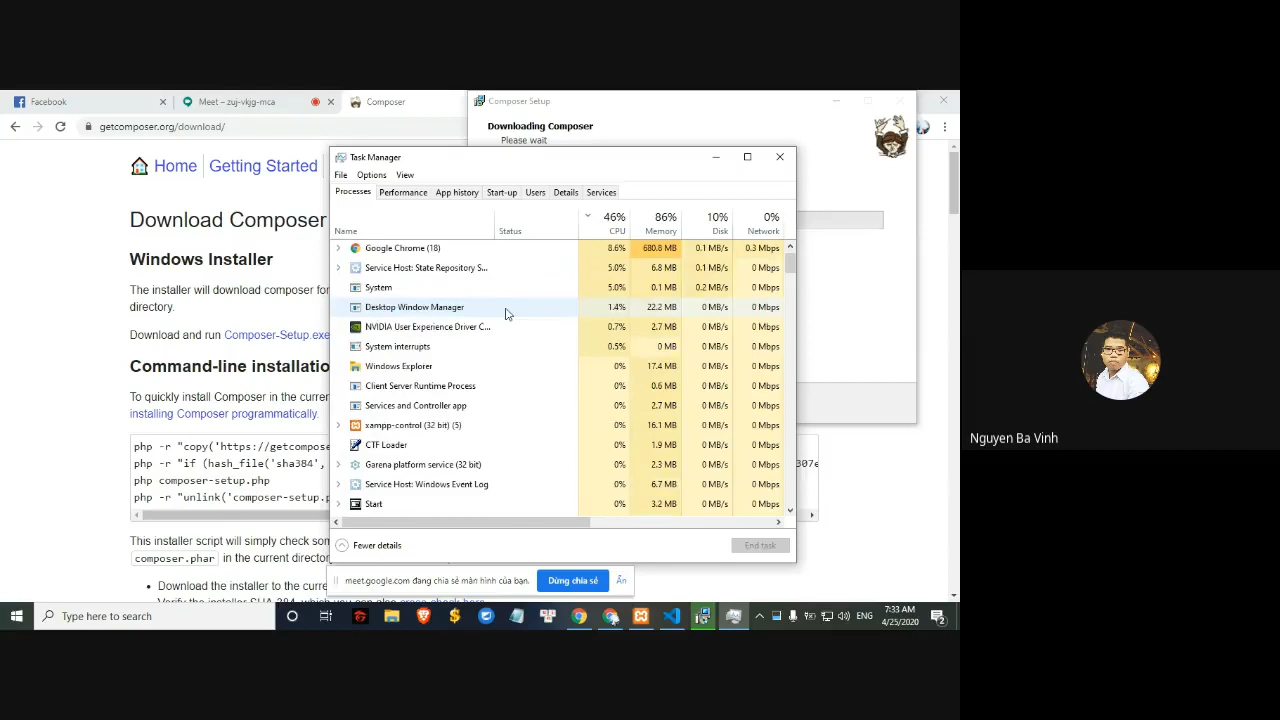 Facebook
Meet – zuj-vkjg-mca
Composer
Composer Setup
getcomposer.org/download/
Downloading Composer
Please wait
Home
Getting Started
Download Composer
Windows Installer
The installer will download composer for
directory.
Download and run Composer-Setup.exe
Command-line installatio
To quickly install Composer in the curren
installing Composer programmatically.
php -r "copy('https://getcompose
php -r "if (hash_file('sha384',
307e
php composer-setup.php
php -r "unlink('composer-setup.p
This installer script will simply check som
composer.phar in the current direct
Download the installer to the curre
Task Manager
File Options View
Processes Performance App history Start-up Users Details Services
46% 86% 10% 0%
Name Status CPU Memory Disk Network
Google Chrome (18) 8.6% 680.8 MB 0.1 MB/s 0.3 Mbps
Service Host: State Repository S... 5.0% 6.8 MB 0.1 MB/s 0 Mbps
System 5.0% 0.1 MB 0.2 MB/s 0 Mbps
Desktop Window Manager 1.4% 22.2 MB 0 MB/s 0 Mbps
NVIDIA User Experience Driver C... 0.7% 2.7 MB 0 MB/s 0 Mbps
System interrupts 0.5% 0 MB 0 MB/s 0 Mbps
Windows Explorer 0% 17.4 MB 0 MB/s 0 Mbps
Client Server Runtime Process 0% 0.6 MB 0 MB/s 0 Mbps
Services and Controller app 0% 2.7 MB 0 MB/s 0 Mbps
xampp-control (32 bit) (5) 0% 16.1 MB 0 MB/s 0 Mbps
CTF Loader 0% 1.9 MB 0 MB/s 0 Mbps
Garena platform service (32 bit) 0% 2.3 MB 0 MB/s 0 Mbps
Service Host: Windows Event Log 0% 6.7 MB 0 MB/s 0 Mbps
Start 0% 3.2 MB 0 MB/s 0 Mbps
Fewer details
End task
meet.google.com đang chia sẻ màn hình của bạn.
Dừng chia sẻ
Ẩn
Type here to search
ENG
7:33 AM
4/25/2020
2
Nguyen Ba Vinh